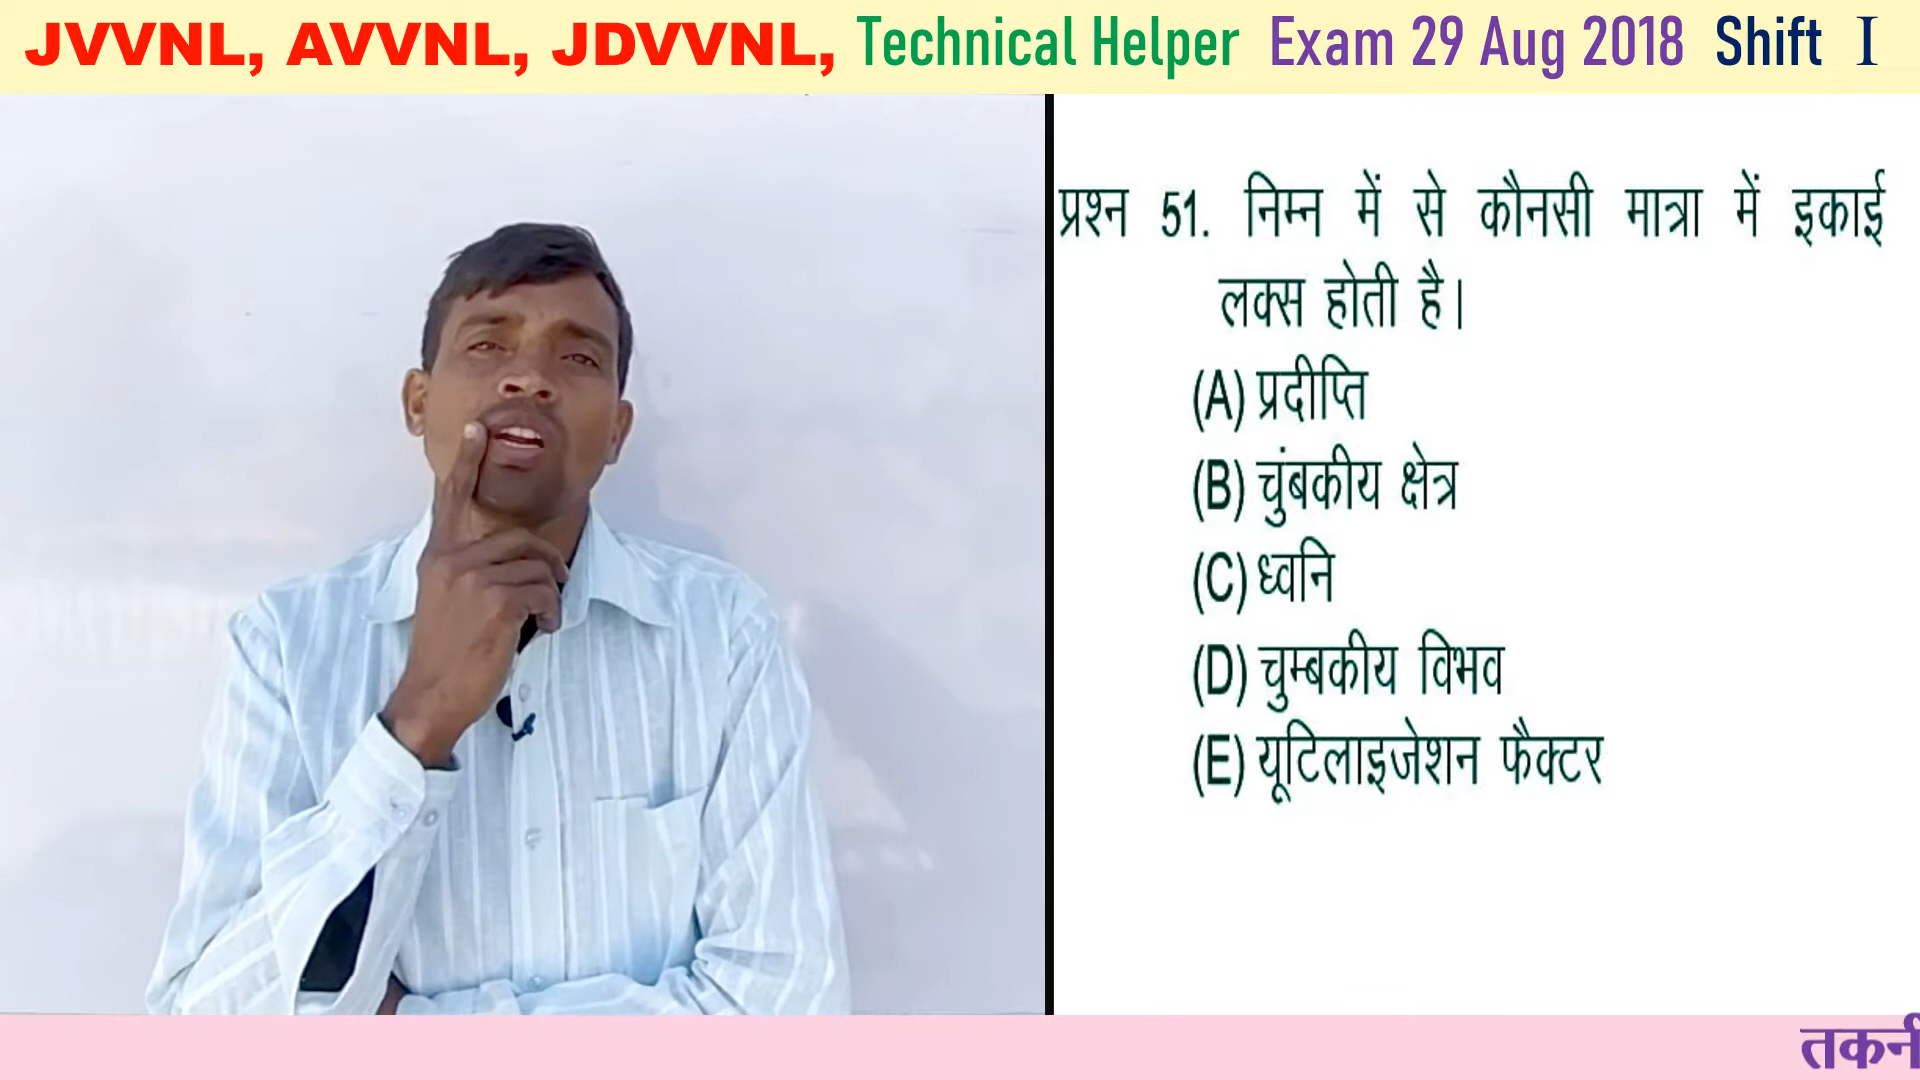 JVVNL, AVVNL, JDVVNL, Technical Helper Exam 29 Aug 2018 Shift I
प्रश्न 51. निम्न में से कौनसी मात्रा में इकाई
लक्स होती है।
(A) प्रदीप्ति
(B) चुंबकीय क्षेत्र
(C) ध्वनि
(D) चुम्बकीय विभव
(E) यूटिलाइजेशन फैक्टर